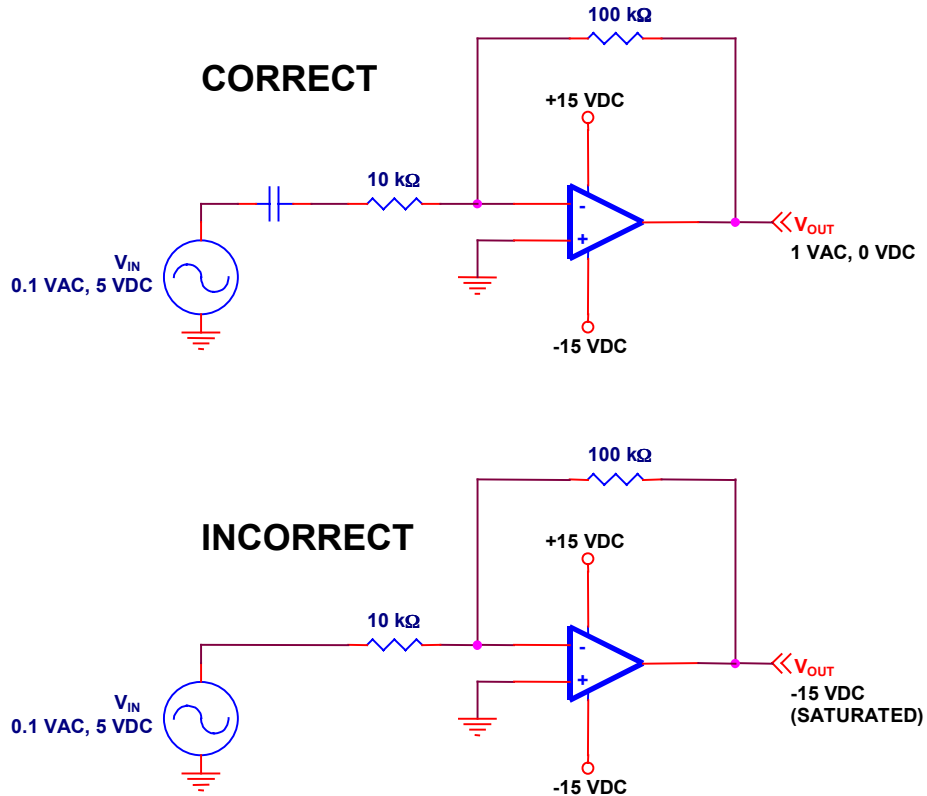 100 kΩ
CORRECT
+15 VDC
10 kΩ
-
+
VIN
0.1 VAC, 5 VDC
VOUT
1 VAC, 0 VDC
-15 VDC
100 kΩ
INCORRECT
+15 VDC
10 kΩ
-
+
VIN
0.1 VAC, 5 VDC
VOUT
-15 VDC
(SATURATED)
-15 VDC